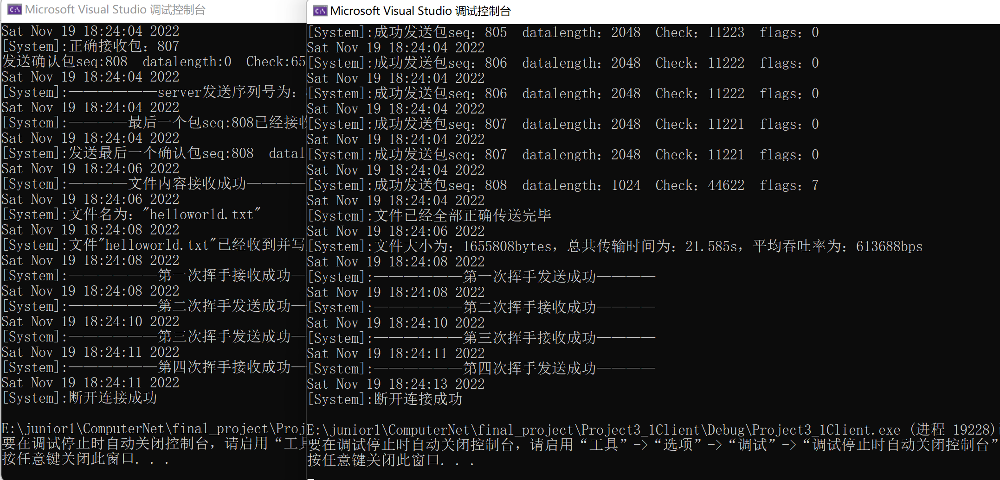 Microsoft Visual Studio 调试控制台
Sat Nov 19 18:24:04 2022
[System]:正确接收包：807
发送确认包seq:808  datalength:0  Check:65
Sat Nov 19 18:24:04 2022
[System]:——————server发送序列号为：
Sat Nov 19 18:24:04 2022
[System]:————最后一个包seq:808已经接收
Sat Nov 19 18:24:04 2022
[System]:发送最后一个确认包seq:808  datal
Sat Nov 19 18:24:06 2022
[System]:————文件内容接收成功————
Sat Nov 19 18:24:06 2022
[System]:文件名为："helloworld.txt"
Sat Nov 19 18:24:08 2022
[System]:文件"helloworld.txt"已经收到并写
Sat Nov 19 18:24:08 2022
[System]:——————第一次挥手接收成功—
Sat Nov 19 18:24:08 2022
[System]:——————第二次挥手发送成功—
Sat Nov 19 18:24:10 2022
[System]:——————第三次挥手发送成功—
Sat Nov 19 18:24:11 2022
[System]:——————第四次挥手接收成功—
Sat Nov 19 18:24:11 2022
[System]:断开连接成功
E:\junior1\ComputerNet\final_project\Proj
要在调试停止时自动关闭控制台，请启用“工具
按任意键关闭此窗口. . .
Microsoft Visual Studio 调试控制台
[System]:成功发送包seq：805  datalength：2048  Check：11223  flags：0
Sat Nov 19 18:24:04 2022
[System]:成功发送包seq：806  datalength：2048  Check：11222  flags：0
Sat Nov 19 18:24:04 2022
[System]:成功发送包seq：806  datalength：2048  Check：11222  flags：0
Sat Nov 19 18:24:04 2022
[System]:成功发送包seq：807  datalength：2048  Check：11221  flags：0
Sat Nov 19 18:24:04 2022
[System]:成功发送包seq：807  datalength：2048  Check：11221  flags：0
Sat Nov 19 18:24:04 2022
[System]:成功发送包seq：808  datalength：1024  Check：44622  flags：7
Sat Nov 19 18:24:04 2022
[System]:文件已经全部正确传送完毕
Sat Nov 19 18:24:06 2022
[System]:文件大小为：1655808bytes，总共传输时间为：21.585s，平均吞吐率为：613688bps
Sat Nov 19 18:24:08 2022
[System]:——————第一次挥手发送成功————
Sat Nov 19 18:24:08 2022
[System]:——————第二次挥手接收成功————
Sat Nov 19 18:24:10 2022
[System]:——————第三次挥手接收成功————
Sat Nov 19 18:24:11 2022
[System]:——————第四次挥手发送成功————
Sat Nov 19 18:24:13 2022
[System]:断开连接成功
E:\junior1\ComputerNet\final_project\Project3_1Client\Debug\Project3_1Client.exe (进程 19228)
要在调试停止时自动关闭控制台，请启用“工具”->“选项”->“调试”->“调试停止时自动关闭控制台”
按任意键关闭此窗口. . .